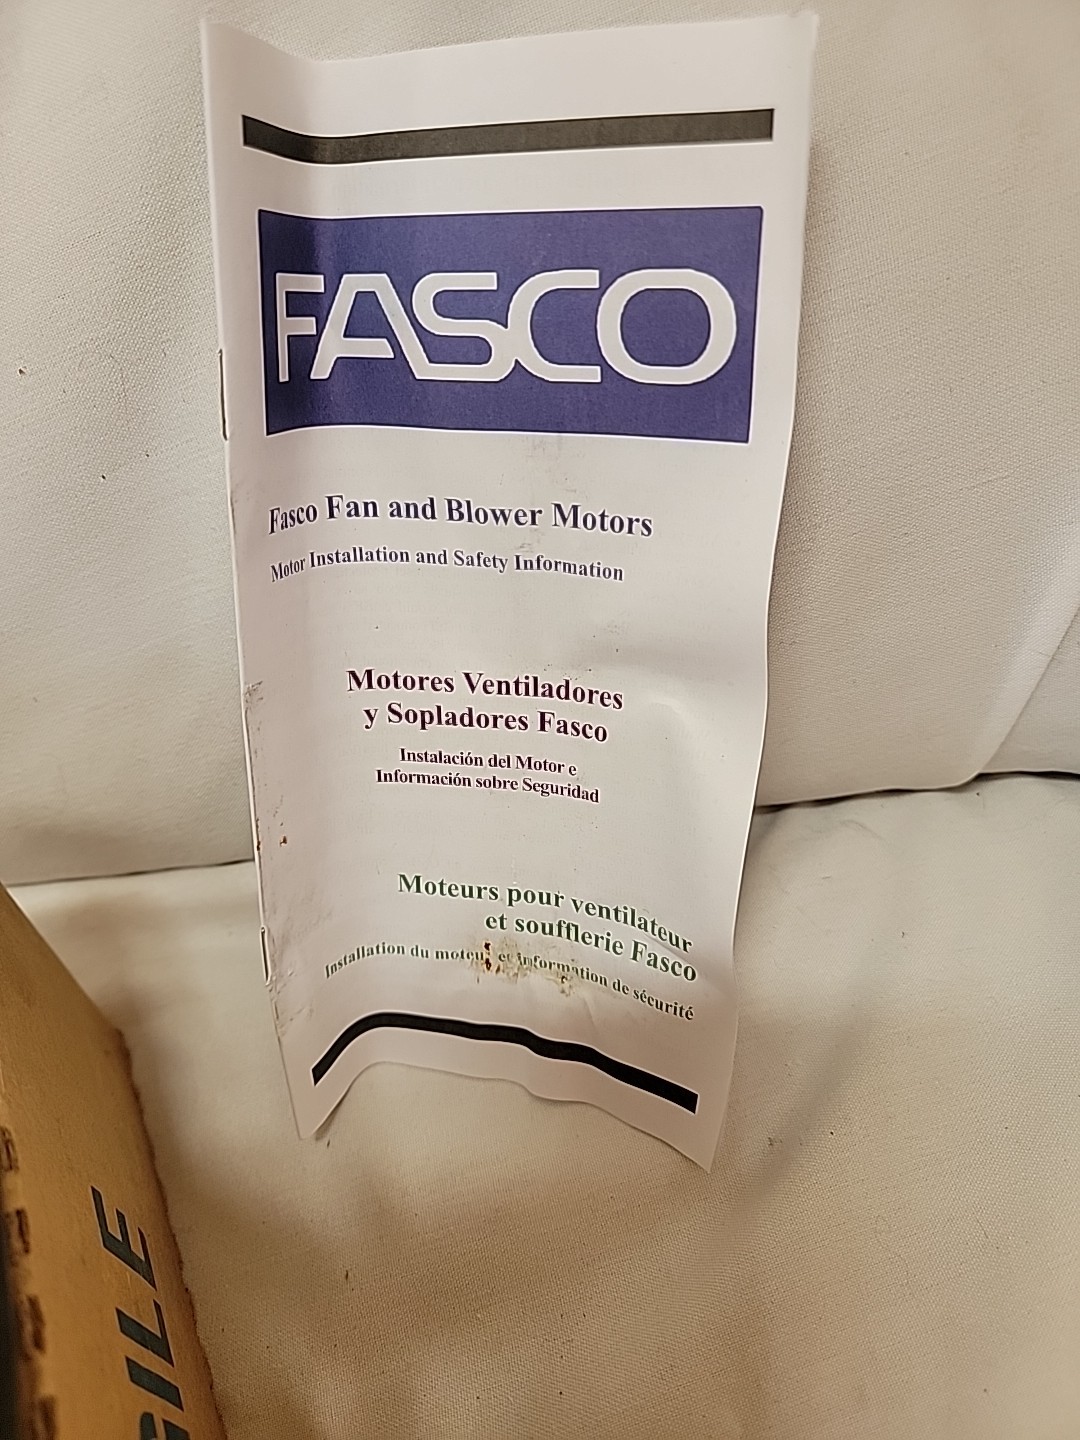 FASCO
Fasco Fan and Blower Motors
Motor Installation and Safety Information
Motores Ventiladores
y Sopladores Fasco
Instalación del Motor e
Información sobre Seguridad
Moteurs pour ventilateur
et soufflerie Fasco
Installation du moteur et information de sécurité
GILE